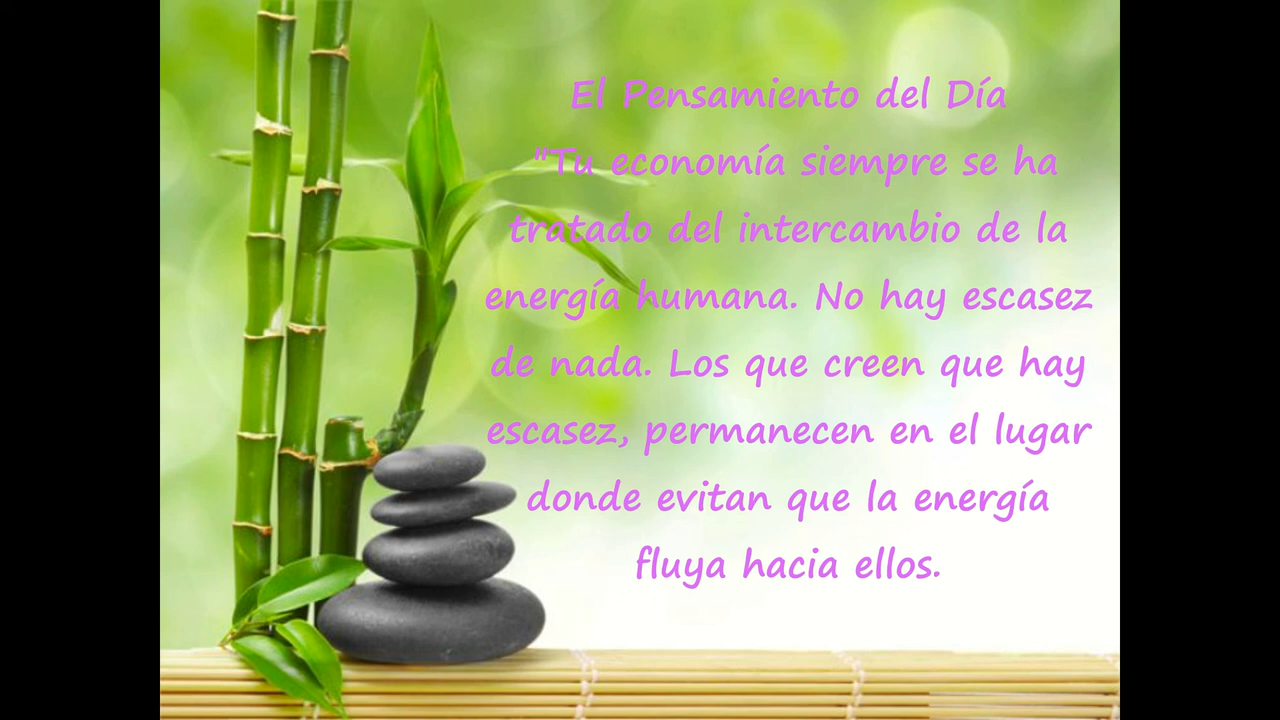 El Pensamiento del Día
"Tu economía siempre se ha
tratado del intercambio de la
energía humana. No hay escasez
de nada. Los que creen que hay
escasez, permanecen en el lugar
donde evitan que la energía
fluya hacia ellos.